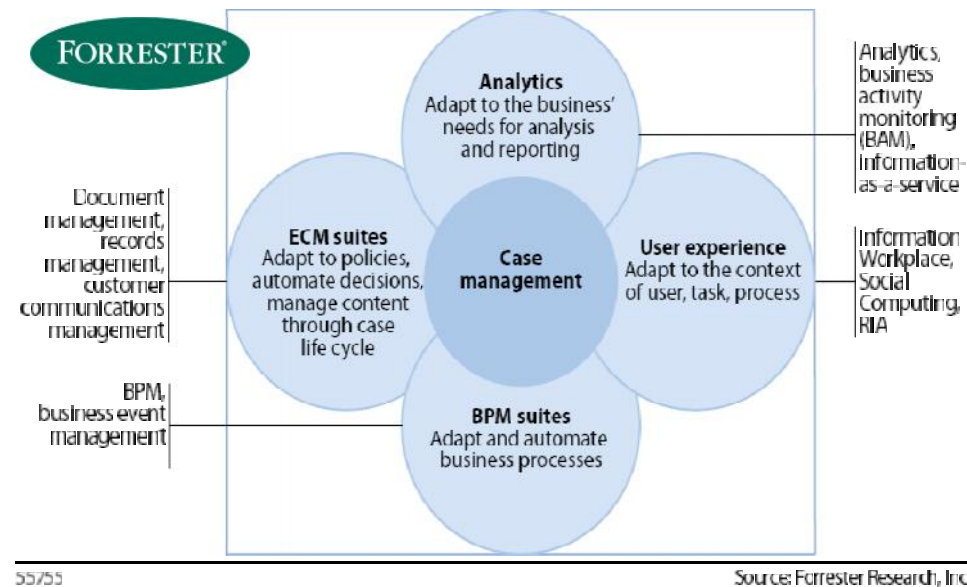 FORRESTER®
Analytics
Adapt to the business'
needs for analysis
and reporting
Analytics,
business
activity
monitoring
(BAM),
information-
as-a-service
Document
management,
records
management,
customer
communications
management
ECM suites
Adapt to policies,
automate decisions,
manage content
through case
life cycle
Case
management
User experience
Adapt to the context
of user, task, process
Information
Workplace,
Social
Computing,
RIA
BPM,
business event
management
BPM suites
Adapt and automate
business processes
55755
Source: Forrester Research, Inc